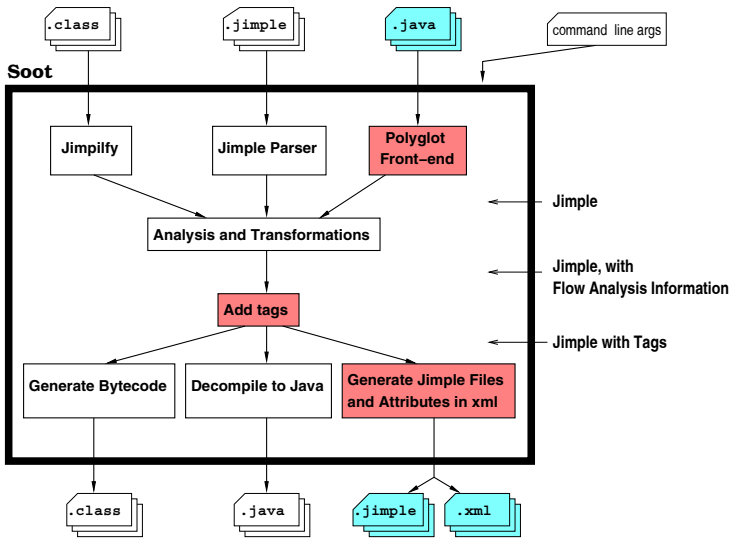 .class
.jimple
.java
command line args
Soot
Jimpilfy
Jimple Parser
Polyglot
Front-end
Jimple
Analysis and Transformations
Jimple, with
Flow Analysis Information
Add tags
Jimple with Tags
Generate Bytecode
Decompile to Java
Generate Jimple Files
and Attributes in xml
.class
.java
.jimple
.xml